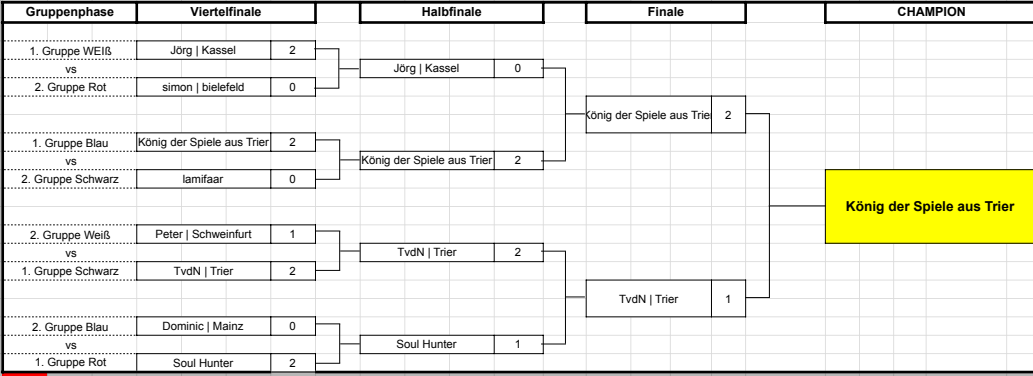 Gruppenphase Viertelfinale Halbfinale Finale CHAMPION
1. Gruppe WEIß Jörg | Kassel 2
vs Jörg | Kassel 0
2. Gruppe Rot simon | bielefeld 0
König der Spiele aus Trier 2
1. Gruppe Blau König der Spiele aus Trier 2
vs König der Spiele aus Trier 2
2. Gruppe Schwarz lamifaar 0
König der Spiele aus Trier
2. Gruppe Weiß Peter | Schweinfurt 1
vs TvdN | Trier 2
1. Gruppe Schwarz TvdN | Trier 2
TvdN | Trier 1
2. Gruppe Blau Dominic | Mainz 0
vs Soul Hunter 1
1. Gruppe Rot Soul Hunter 2